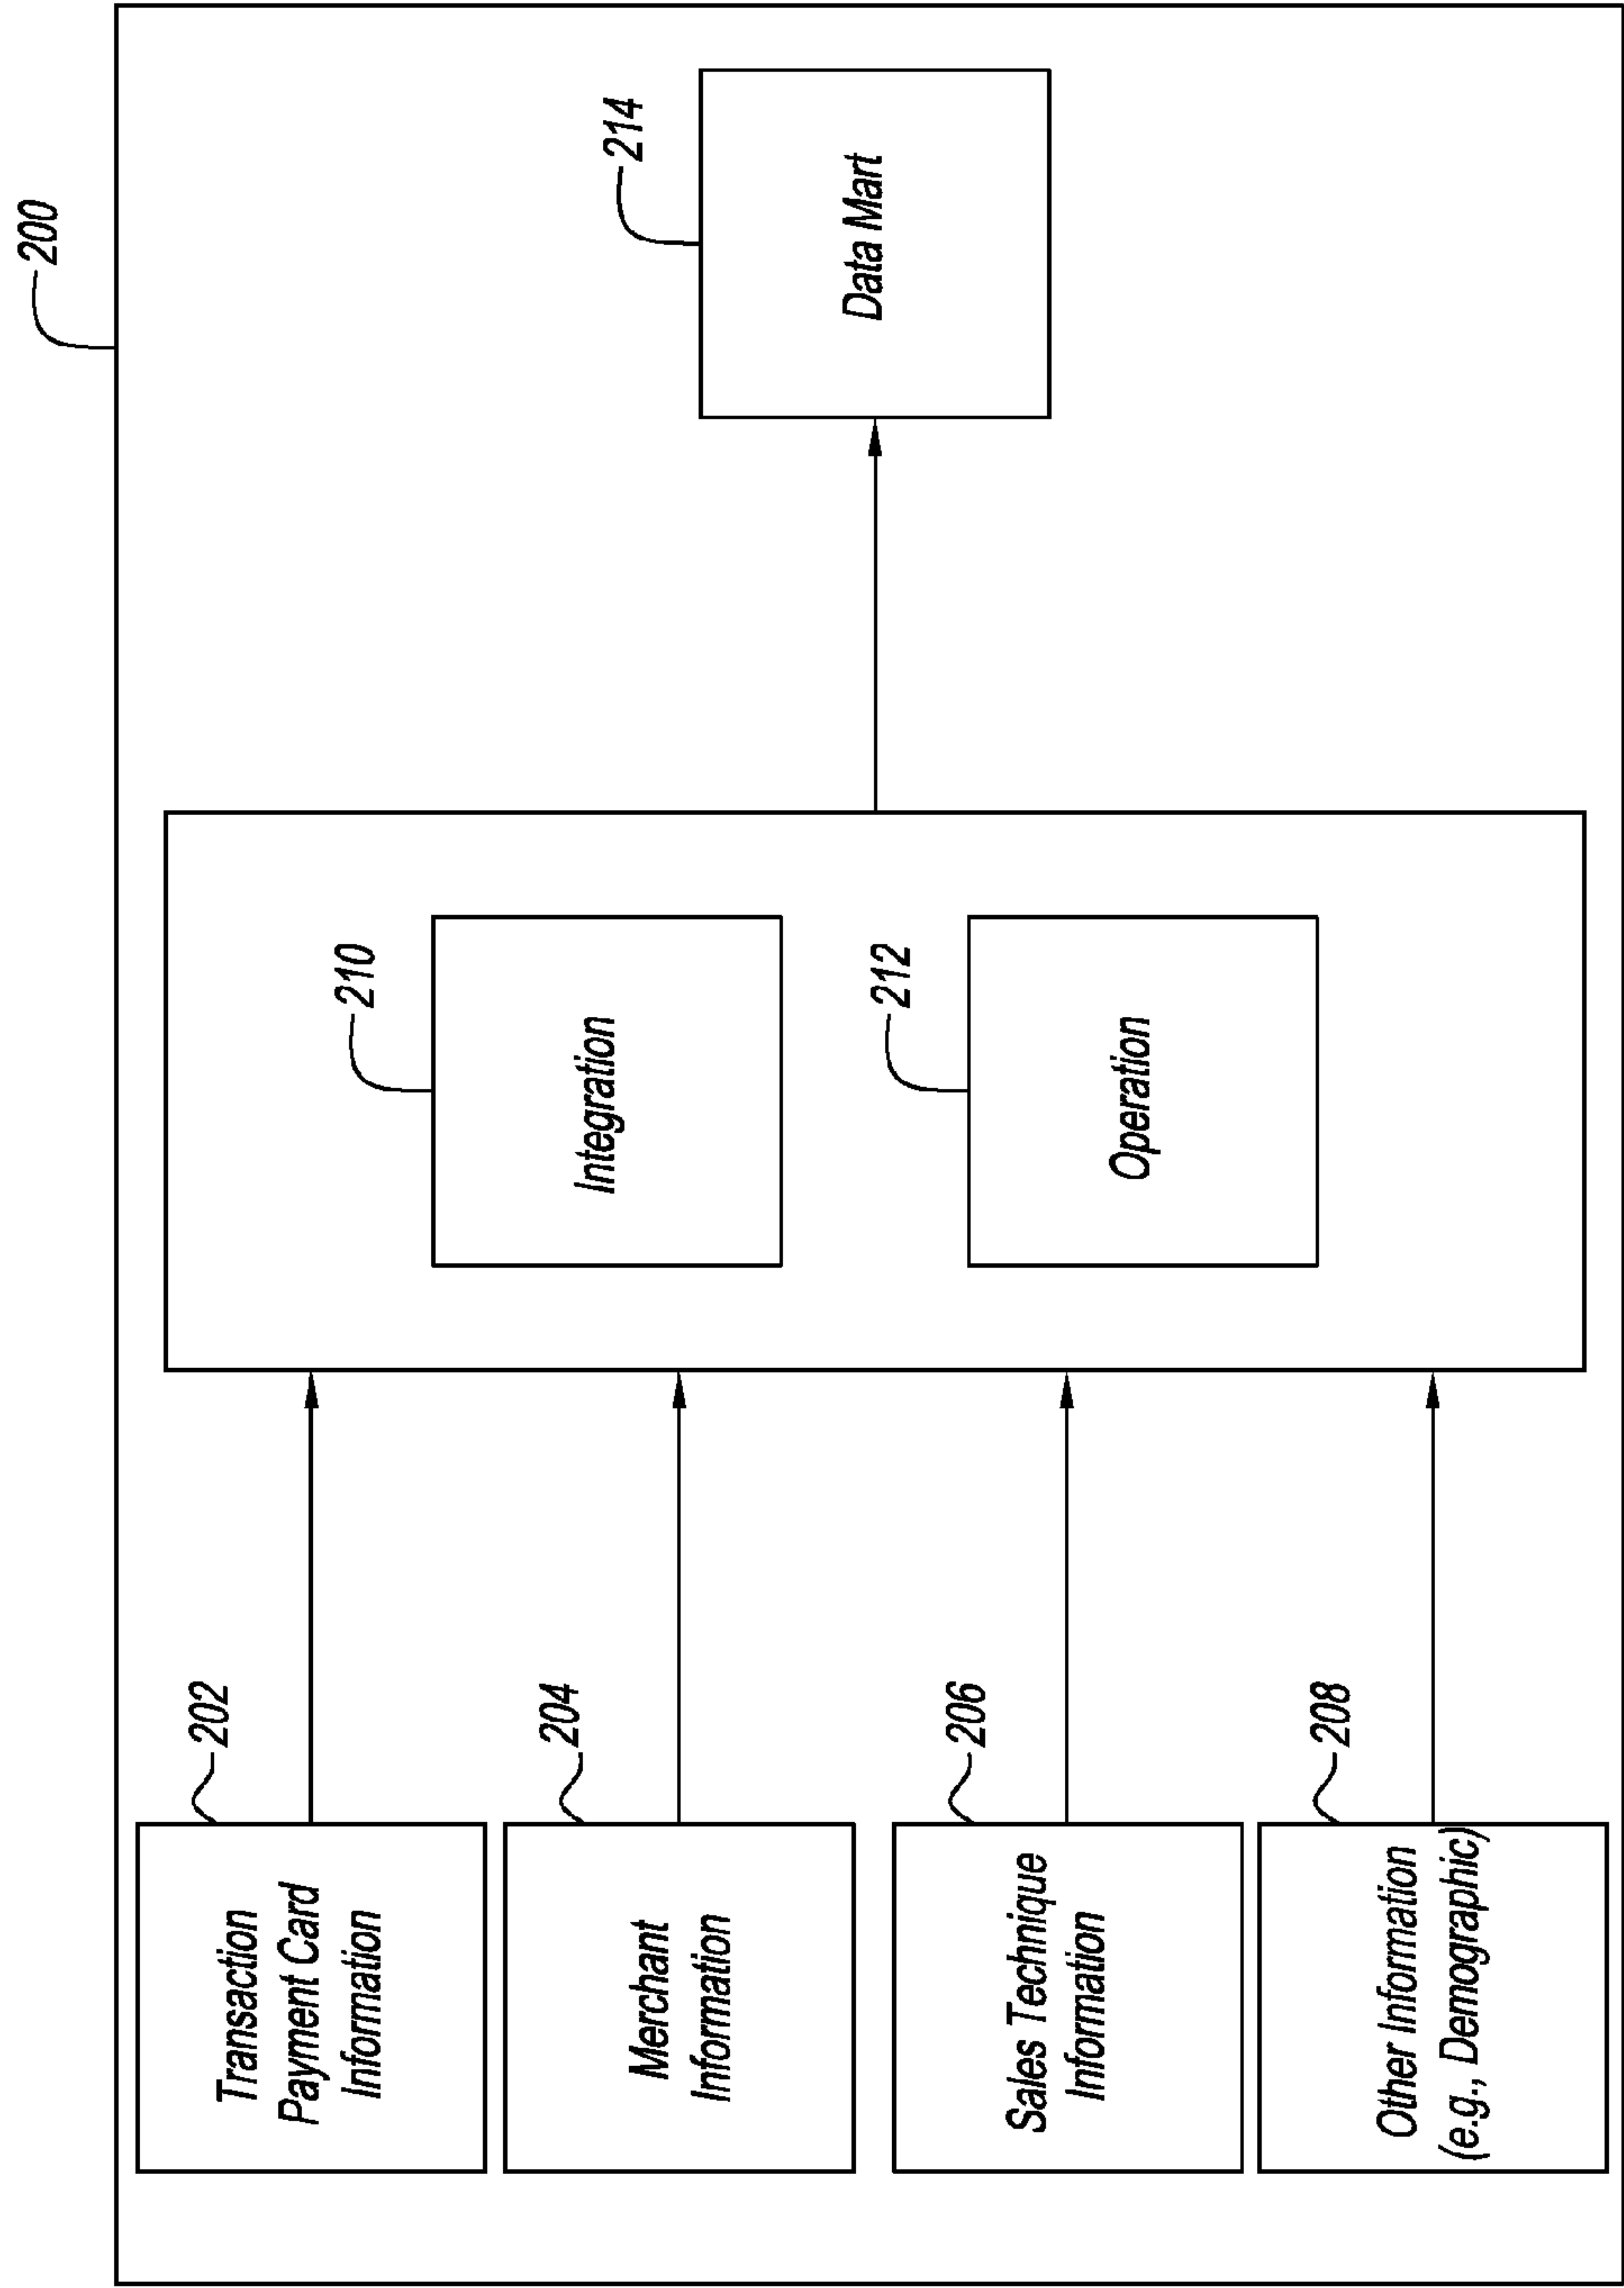 200
202
Transaction
Payment Card
Information
204
Merchant
Information
206
Sales Technique
Information
208
Other Information
(e.g., Demographic)
210
Integration
212
Operation
214
Data Mart